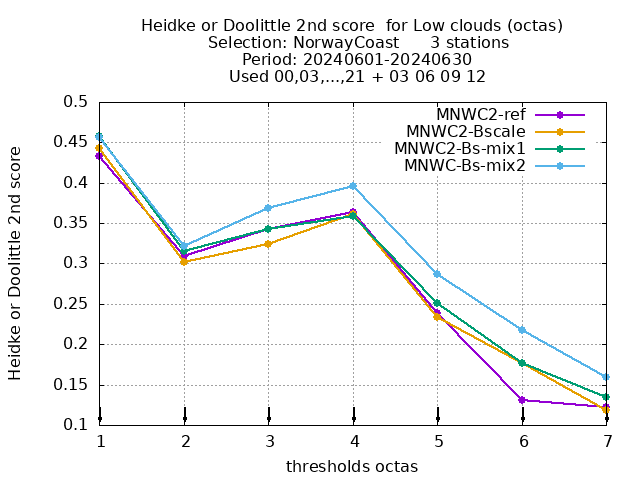 Heidke or Doolittle 2nd score  for Low clouds (octas)
Selection: NorwayCoast      3 stations
Period: 20240601-20240630
Used 00,03,...,21 + 03 06 09 12
MNWC2-ref
MNWC2-Bscale
MNWC2-Bs-mix1
MNWC-Bs-mix2
Heidke or Doolittle 2nd score
0.5
0.45
0.4
0.35
0.3
0.25
0.2
0.15
0.1
1 2 3 4 5 6 7
thresholds octas